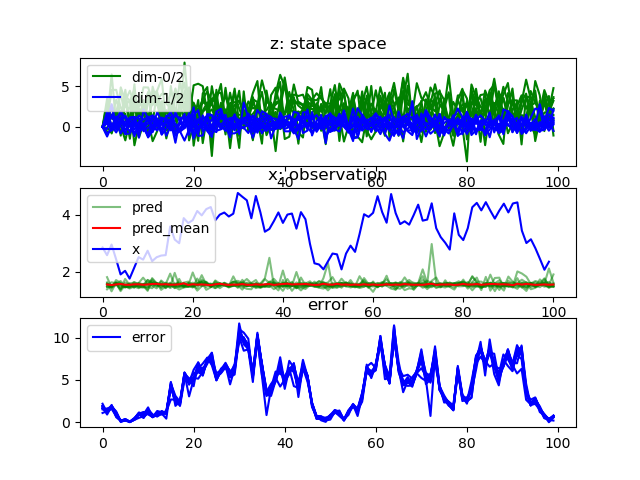 z: state space
5
0
dim-0/2
dim-1/2
0 20 40 60 80 100
x: observation
4
2
pred
pred_mean
x
0 20 40 60 80 100
error
10
5
0
error
0 20 40 60 80 100